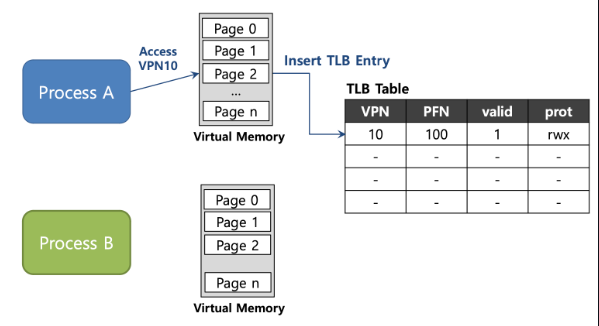 Process A
Access
VPN10
Page 0
Page 1
Page 2
...
Page n
Virtual Memory
Insert TLB Entry
TLB Table
VPN PFN valid prot
10 100 1 rwx
- - - -
- - - -
- - - -
Process B
Page 0
Page 1
Page 2
Page n
Virtual Memory